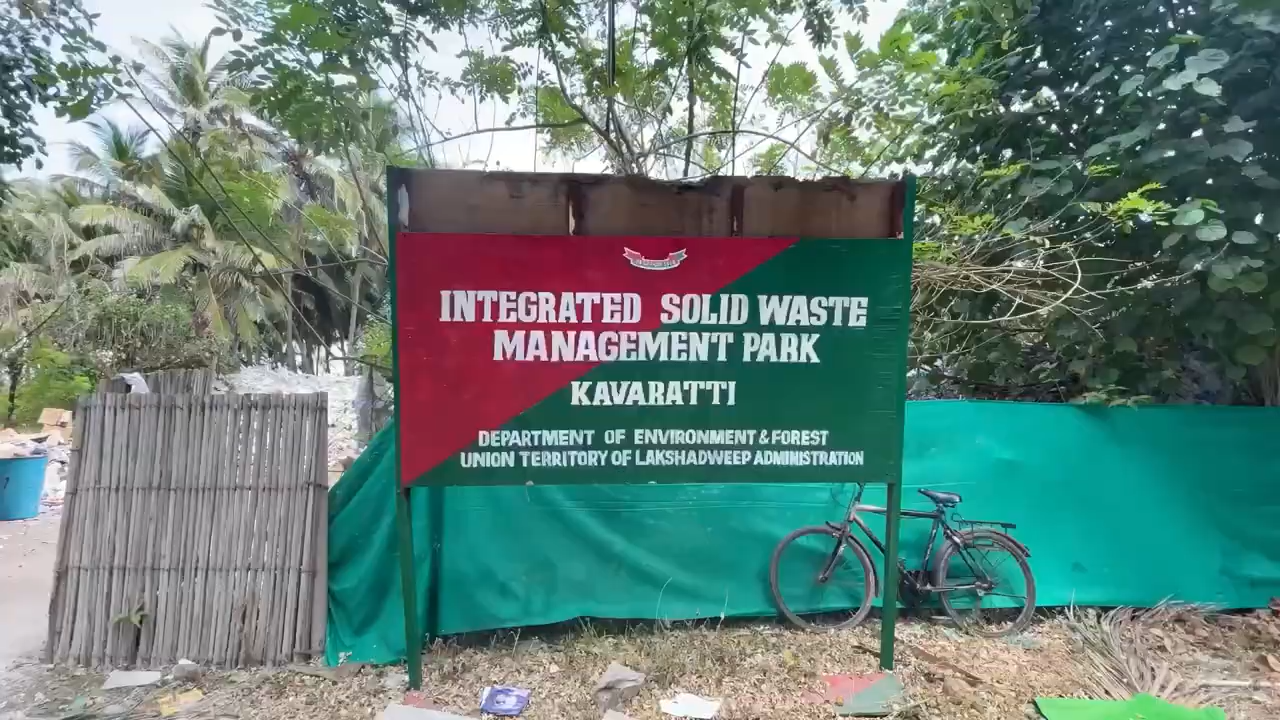 INTEGRATED SOLID WASTE
MANAGEMENT PARK
KAVARATTI
DEPARTMENT OF ENVIRONMENT & FOREST
UNION TERRITORY OF LAKSHADWEEP ADMINISTRATION